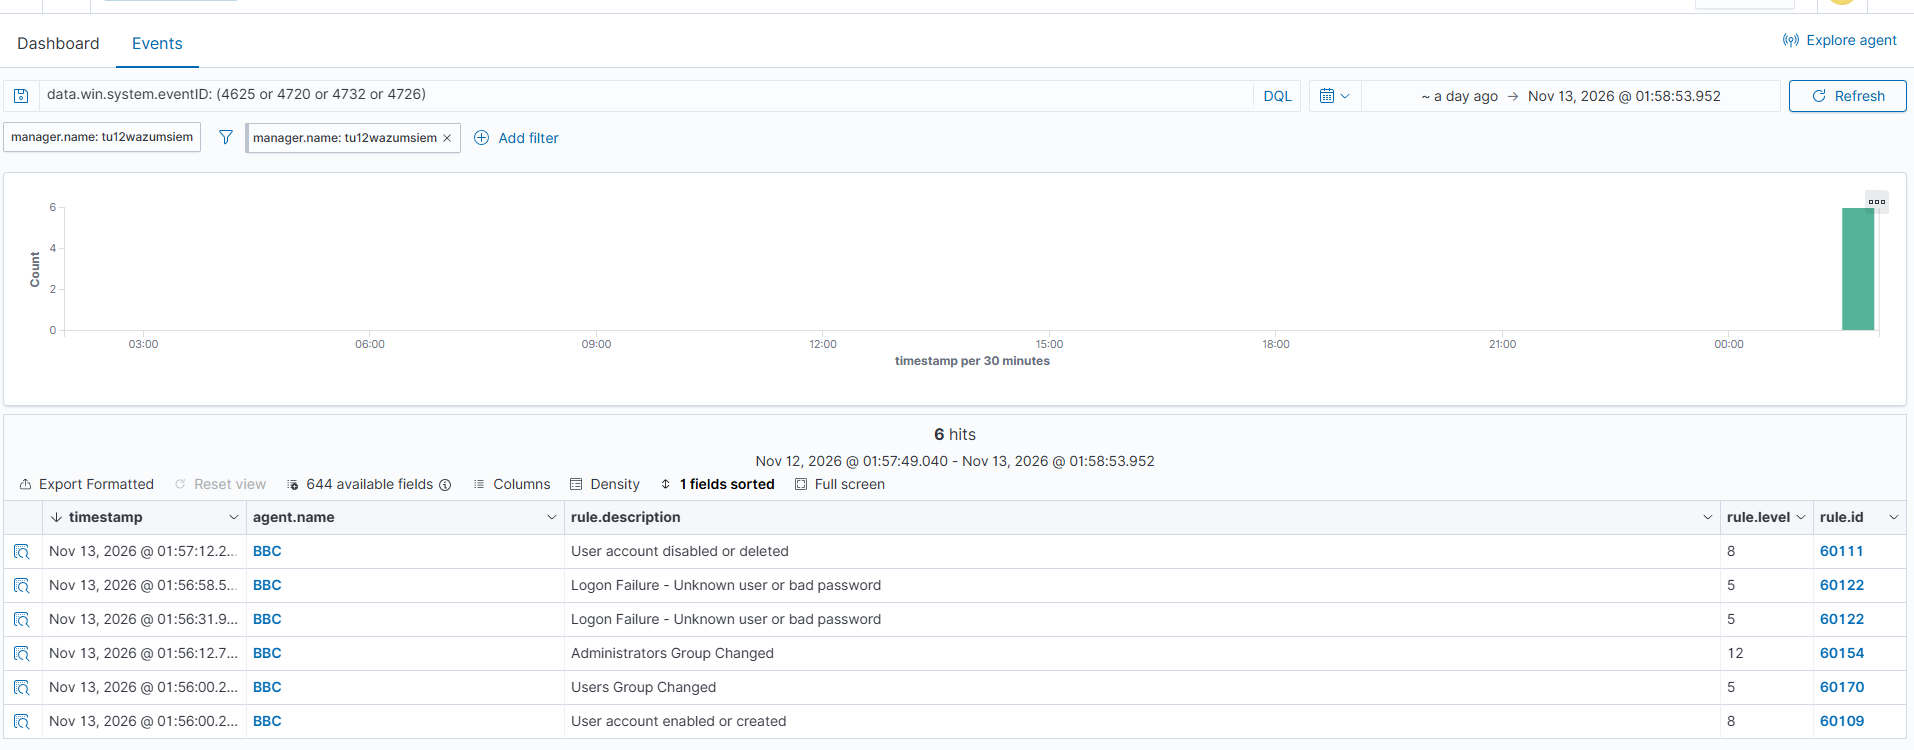 Dashboard Events Explore agent
data.win.system.eventID: (4625 or 4720 or 4732 or 4726) DQL ~ a day ago → Nov 13, 2026 @ 01:58:53.952 Refresh
manager.name: tu12wazumsiem manager.name: tu12wazumsiem × Add filter
6
4
2
0
Count
03:00 06:00 09:00 12:00 15:00 18:00 21:00 00:00
timestamp per 30 minutes
6 hits
Nov 12, 2026 @ 01:57:49.040 - Nov 13, 2026 @ 01:58:53.952
Export Formatted Reset view 644 available fields Columns Density 1 fields sorted Full screen
timestamp agent.name rule.description rule.level rule.id
Nov 13, 2026 @ 01:57:12.2... BBC User account disabled or deleted 8 60111
Nov 13, 2026 @ 01:56:58.5... BBC Logon Failure - Unknown user or bad password 5 60122
Nov 13, 2026 @ 01:56:31.9... BBC Logon Failure - Unknown user or bad password 5 60122
Nov 13, 2026 @ 01:56:12.7... BBC Administrators Group Changed 12 60154
Nov 13, 2026 @ 01:56:00.2... BBC Users Group Changed 5 60170
Nov 13, 2026 @ 01:56:00.2... BBC User account enabled or created 8 60109